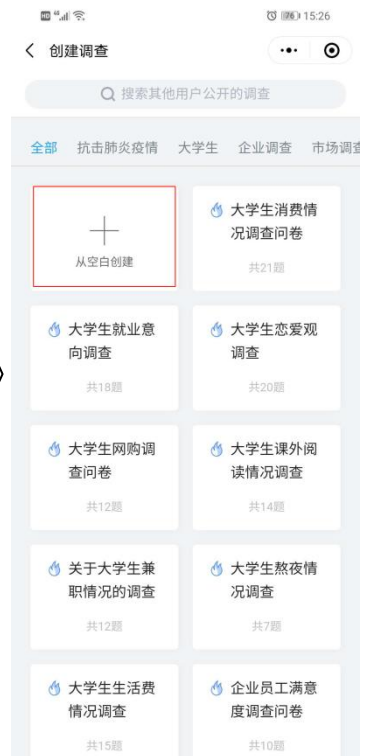 15:26
创建调查
搜索其他用户公开的调查
全部 抗击肺炎疫情 大学生 企业调查 市场调查
从空白创建
大学生消费情
况调查问卷
共21题
大学生就业意
向调查
共18题
大学生恋爱观
调查
共20题
大学生网购调
查问卷
共12题
大学生课外阅
读情况调查
共14题
关于大学生兼
职情况的调查
共12题
大学生熬夜情
况调查
共7题
大学生生活费
情况调查
共15题
企业员工满意
度调查问卷
共10题